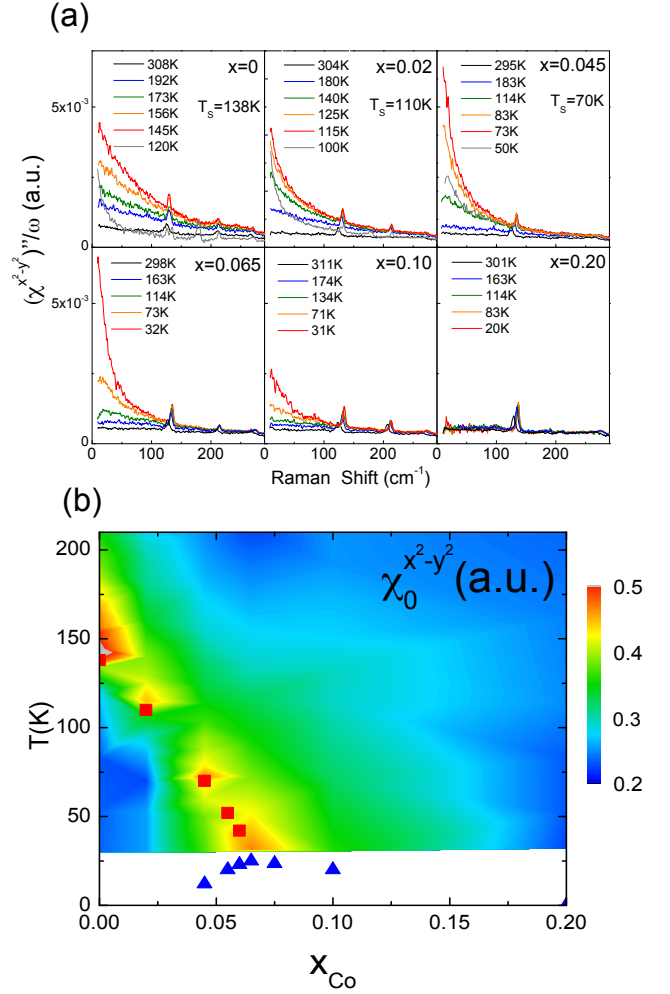 (a)
308K
192K
173K
156K
145K
120K
x=0
T_S=138K
304K
180K
140K
125K
115K
100K
x=0.02
T_S=110K
295K
183K
114K
83K
73K
50K
x=0.045
T_S=70K
5x10⁻³
(χ^{x²-y²})''/ω (a.u.)
298K
163K
114K
73K
32K
x=0.065
311K
174K
134K
71K
31K
x=0.10
301K
163K
114K
83K
20K
x=0.20
5x10⁻³
0
0 100 200 0 100 200 0 100 200
Raman Shift (cm⁻¹)
(b)
χ₀^{x²-y²} (a.u.)
200
150
100
50
0
T(K)
0.5
0.4
0.3
0.2
0.00 0.05 0.10 0.15 0.20
x_Co